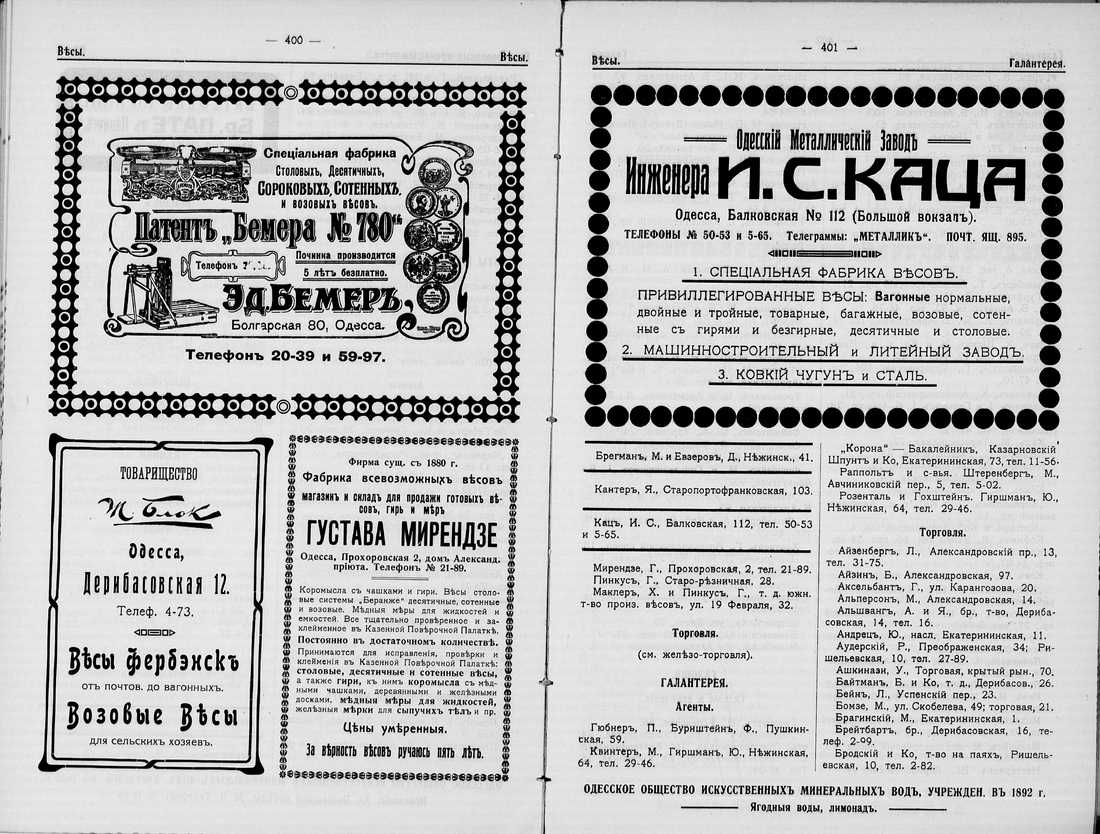 — 400 —
Вѣсы.
Вѣсы.
Спеціальная фабрика
Столовыхъ, Десятичныхъ,
Сороковыхъ, Сотенныхъ,
и возовыхъ вѣсовъ.
Патентъ „Бемера № 780“
Починка производится
5 лѣтъ безплатно.
Телефонъ
Эд. Бемеръ,
Болгарская 80, Одесса.
Телефонъ 20-39 и 59-97.
ТОВАРИЩЕСТВО
Ж Блок
Одесса,
Дерибасовская 12.
Телеф. 4-73.
Вѣсы Фербэнксъ
отъ почтов. до вагонныхъ.
Возовые Вѣсы
для сельскихъ хозяевъ.
Фирма сущ. съ 1880 г.
Фабрика всевозможныхъ вѣсовъ
магазин и склад для продажи готовых вѣ-
совъ, гирь и мѣръ
ГУСТАВА МИРЕНДЗЕ
Одесса, Прохоровская 2, домъ Александ.
пріюта. Телефонъ № 21-89.
Коромысла съ чашками и гири. Вѣсы столо-
вые системы „Беранже“ десятичные, сотенные
и возовые. Мѣдныя мѣры для жидкостей и
емкостей. Все тщательно провѣренное и за-
клейменное въ Казенной Повѣрочной Палаткѣ.
Постоянно въ достаточномъ количествѣ.
Принимаются для исправленія, провѣрки и
клейменія въ Казенной Повѣрочной Палаткѣ:
столовые, десятичные и сотенные вѣсы,
а также гири, къ нимъ коромысла съ мѣд-
ными чашками, деревянными и желѣзными
досками, мѣдныя мѣры для жидкостей,
желѣзныя мѣрки для сыпучихъ тѣлъ и пр.
Цѣны умѣренныя.
За вѣрность вѣсовъ ручаюсь пять лѣтъ.
— 401 —
Вѣсы.
Галантерея.
Одесскій Металлическій Заводъ
Инженера И. С. КАЦА
Одесса, Балковская № 112 (Большой вокзалъ).
ТЕЛЕФОНЫ № 50-53 и 5-65. Телеграммы: „МЕТАЛЛИКЪ“. ПОЧТ. ЯЩ. 895.
1. СПЕЦІАЛЬНАЯ ФАБРИКА ВѢСОВЪ.
ПРИВИЛЛЕГИРОВАННЫЕ ВѢСЫ: Вагонные нормальные,
двойные и тройные, товарные, багажные, возовые, сотен-
ные съ гирями и безгирные, десятичные и столовые.
2. МАШИННОСТРОИТЕЛЬНЫЙ и ЛИТЕЙНЫЙ ЗАВОДЪ.
3. КОВКІЙ ЧУГУНЪ и СТАЛЬ.
Брегман, М. и Евзеровъ, Д., Нѣжинск., 41.
Кантеръ, Я., Старопортофранковская, 103.
Кацъ, И. С., Балковская, 112, тел. 50-53
и 5-65.
Мирендзе, Г., Прохоровская, 2, тел. 21-89.
Пинкусъ, Г., Старо-рѣзничная, 28.
Маклеръ, Х. и Пинкусъ, Г., т. д. южн.
т-во произ. вѣсовъ, ул. 19 Февраля, 32.
Торговля.
(см. желѣзо-торговля).
ГАЛАНТЕРЕЯ.
Агенты.
Гюбнеръ, П., Бурштейнъ, Ф., Пушкин-
ская, 59.
Квинтеръ, М., Гиршманъ, Ю., Нѣжинская,
64, тел. 29-46.
„Корона“ — Бакалейник, Казарновскій
Шпунтъ и Ко, Екатерининская, 73, тел. 11-56.
Раппольтъ и с-вья. Штеренбергъ, М.,
Авчиниковскій пер., 5, тел. 5-02.
Розенталь и Гохштейнъ. Гиршманъ, Ю.,
Нѣжинская, 64, тел. 29-46.
Торговля.
Айзенбергъ, Л., Александровскій пр., 13,
тел. 31-75.
Айзинъ, Б., Александровская, 97.
Аксельбантъ, Г., ул. Карангозова, 20.
Альперсонъ, М., Александровская, 14.
Альшвангъ, А. и Я., бр., т-во, Дериба-
совская, 14, тел. 16.
Андрецъ, Ю., насл, Екатерининская, 11.
Аудерскій, Р., Преображенская, 34; Ри-
шельевская, 10, тел. 27-89.
Ашкинази, У., Торговая, крытый рын., 70.
Байтманъ, Б. и Ко, т. д., Дерибасов., 26.
Бейнъ, Л., Успенскій пер., 23.
Бомзе, М., ул. Скобелева, 49; торговая, 21.
Брагинскій, М., Екатерининская, 1.
Брейтбартъ, бр., Дерибасовская, 16, те-
леф. 2-09.
Бродскій и Ко, т-во на паяхъ, Ришель-
евская, 10, тел. 2-82.
ОДЕССКОЕ ОБЩЕСТВО ИСКУССТВЕННЫХЪ МИНЕРАЛЬНЫХЪ ВОДЪ, УЧРЕЖДЕН. ВЪ 1892 г.
Ягодныя воды, лимонадъ.